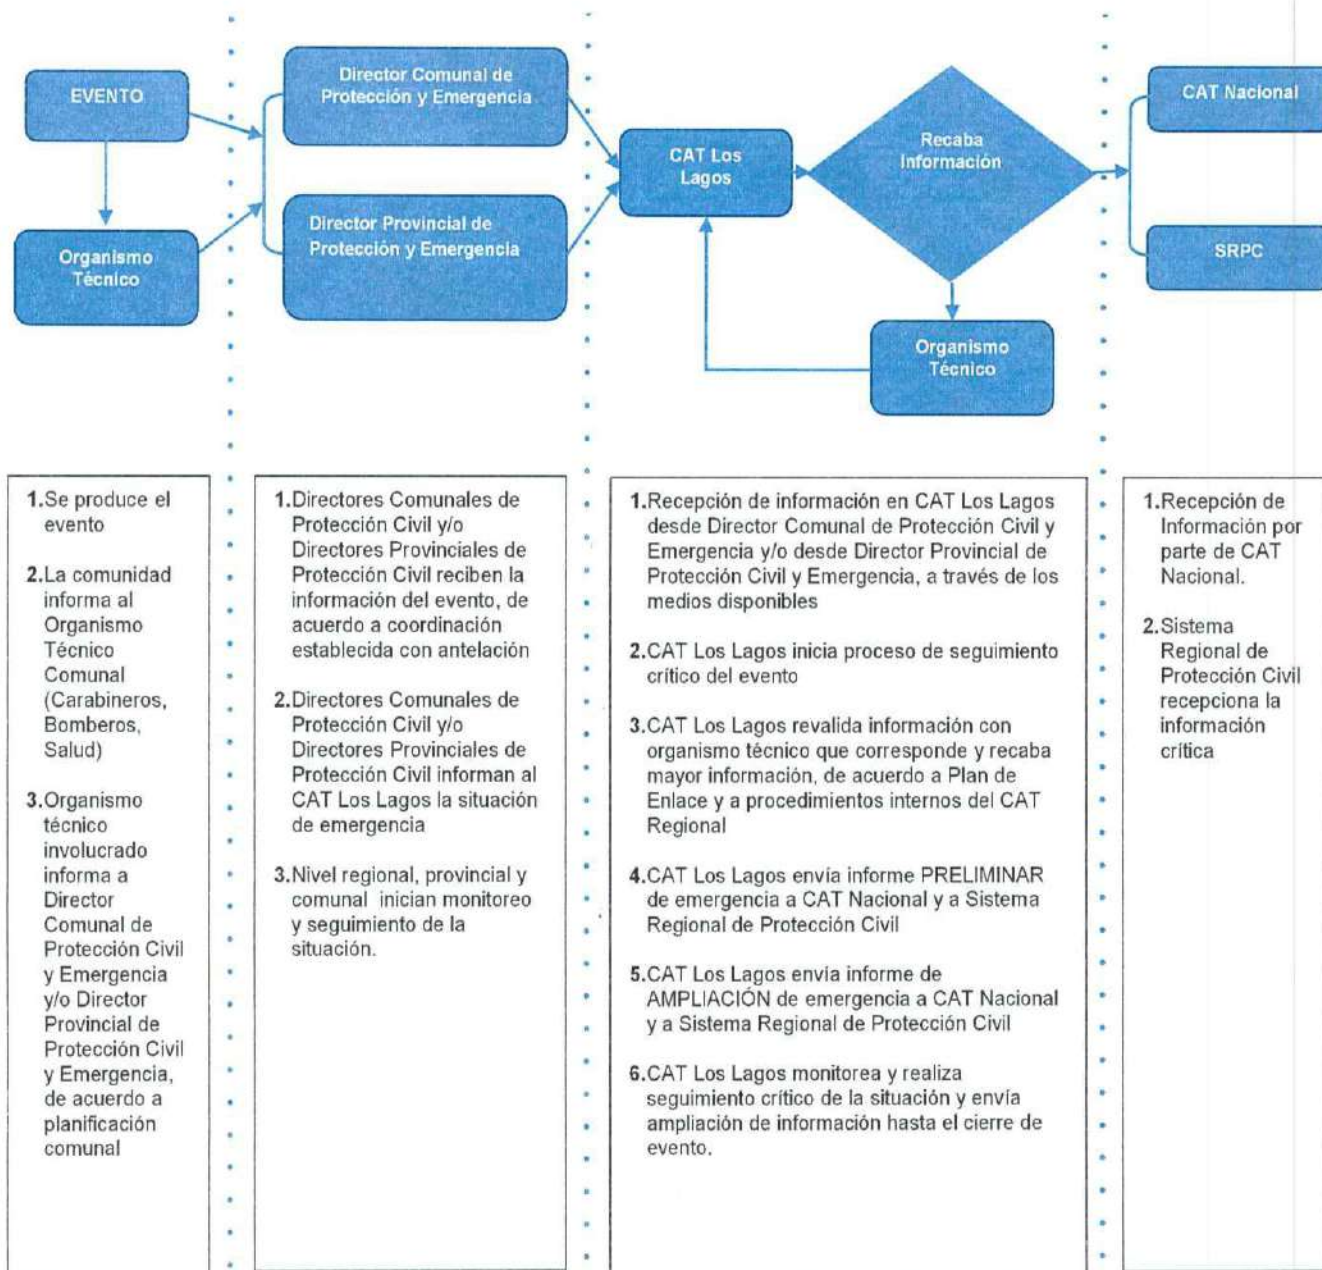 EVENTO
Organismo
Técnico
Director Comunal de
Protección y Emergencia
Director Provincial de
Protección y Emergencia
CAT Los
Lagos
Recaba
Información
Organismo
Técnico
CAT Nacional
SRPC
1.Se produce el
evento
2.La comunidad
informa al
Organismo
Técnico
Comunal
(Carabineros,
Bomberos,
Salud)
3.Organismo
técnico
involucrado
informa a
Director
Comunal de
Protección Civil
y Emergencia
y/o Director
Provincial de
Protección Civil
y Emergencia,
de acuerdo a
planificación
comunal
1.Directores Comunales de
Protección Civil y/o
Directores Provinciales de
Protección Civil reciben la
información del evento, de
acuerdo a coordinación
establecida con antelación
2.Directores Comunales de
Protección Civil y/o
Directores Provinciales de
Protección Civil informan al
CAT Los Lagos la situación
de emergencia
3.Nivel regional, provincial y
comunal inician monitoreo
y seguimiento de la
situación.
1.Recepción de información en CAT Los Lagos
desde Director Comunal de Protección Civil y
Emergencia y/o desde Director Provincial de
Protección Civil y Emergencia, a través de los
medios disponibles
2.CAT Los Lagos inicia proceso de seguimiento
crítico del evento
3.CAT Los Lagos revalida información con
organismo técnico que corresponde y recaba
mayor información, de acuerdo a Plan de
Enlace y a procedimientos internos del CAT
Regional
4.CAT Los Lagos envía informe PRELIMINAR
de emergencia a CAT Nacional y a Sistema
Regional de Protección Civil
5.CAT Los Lagos envía informe de
AMPLIACIÓN de emergencia a CAT Nacional
y a Sistema Regional de Protección Civil
6.CAT Los Lagos monitorea y realiza
seguimiento crítico de la situación y envía
ampliación de información hasta el cierre de
evento.
1.Recepción de
Información por
parte de CAT
Nacional.
2.Sistema
Regional de
Protección Civil
recepciona la
información
crítica